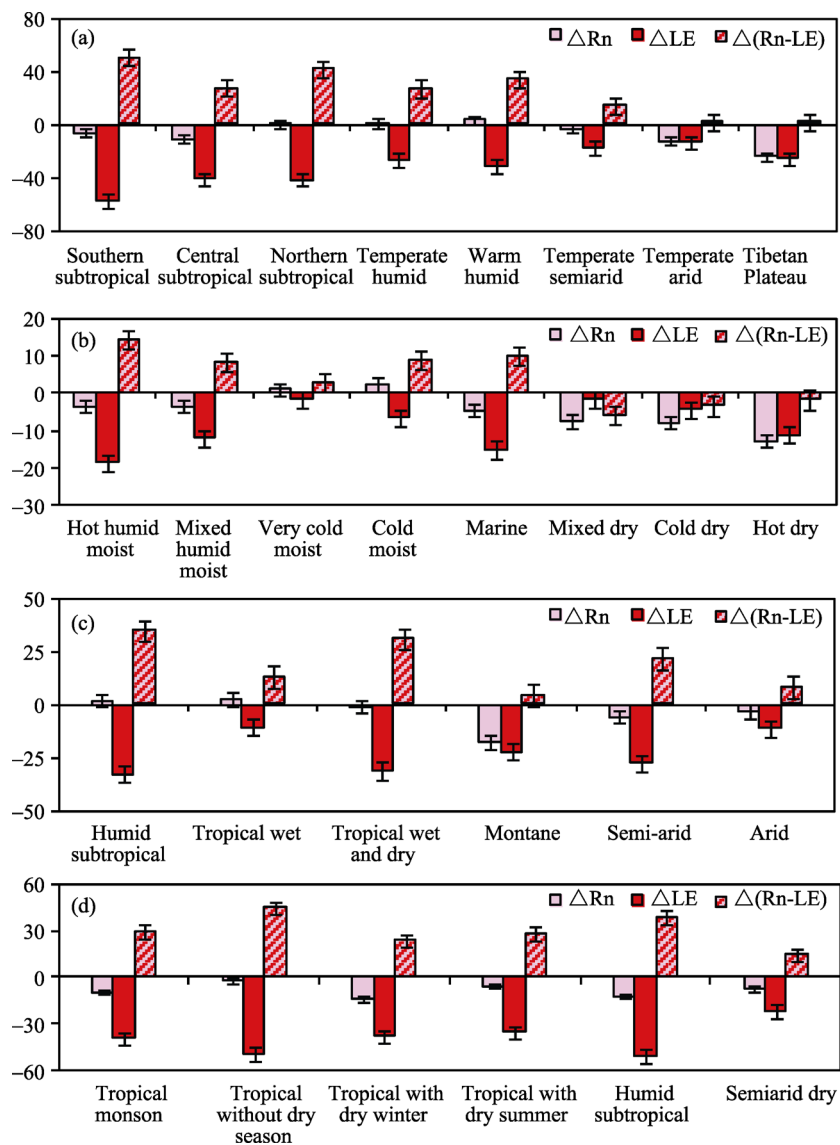 (a)
△Rn △LE △(Rn-LE)
80
40
0
−40
−80
Southern subtropical
Central subtropical
Northern subtropical
Temperate humid
Warm humid
Temperate semiarid
Temperate arid
Tibetan Plateau
(b)
△Rn △LE △(Rn-LE)
20
10
0
−10
−20
−30
Hot humid moist
Mixed humid moist
Very cold moist
Cold moist
Marine
Mixed dry
Cold dry
Hot dry
(c)
△Rn △LE △(Rn-LE)
50
25
0
−25
−50
Humid subtropical
Tropical wet
Tropical wet and dry
Montane
Semi-arid
Arid
(d)
△Rn △LE △(Rn-LE)
60
30
0
−30
−60
Tropical monson
Tropical without dry season
Tropical with dry winter
Tropical with dry summer
Humid subtropical
Semiarid dry